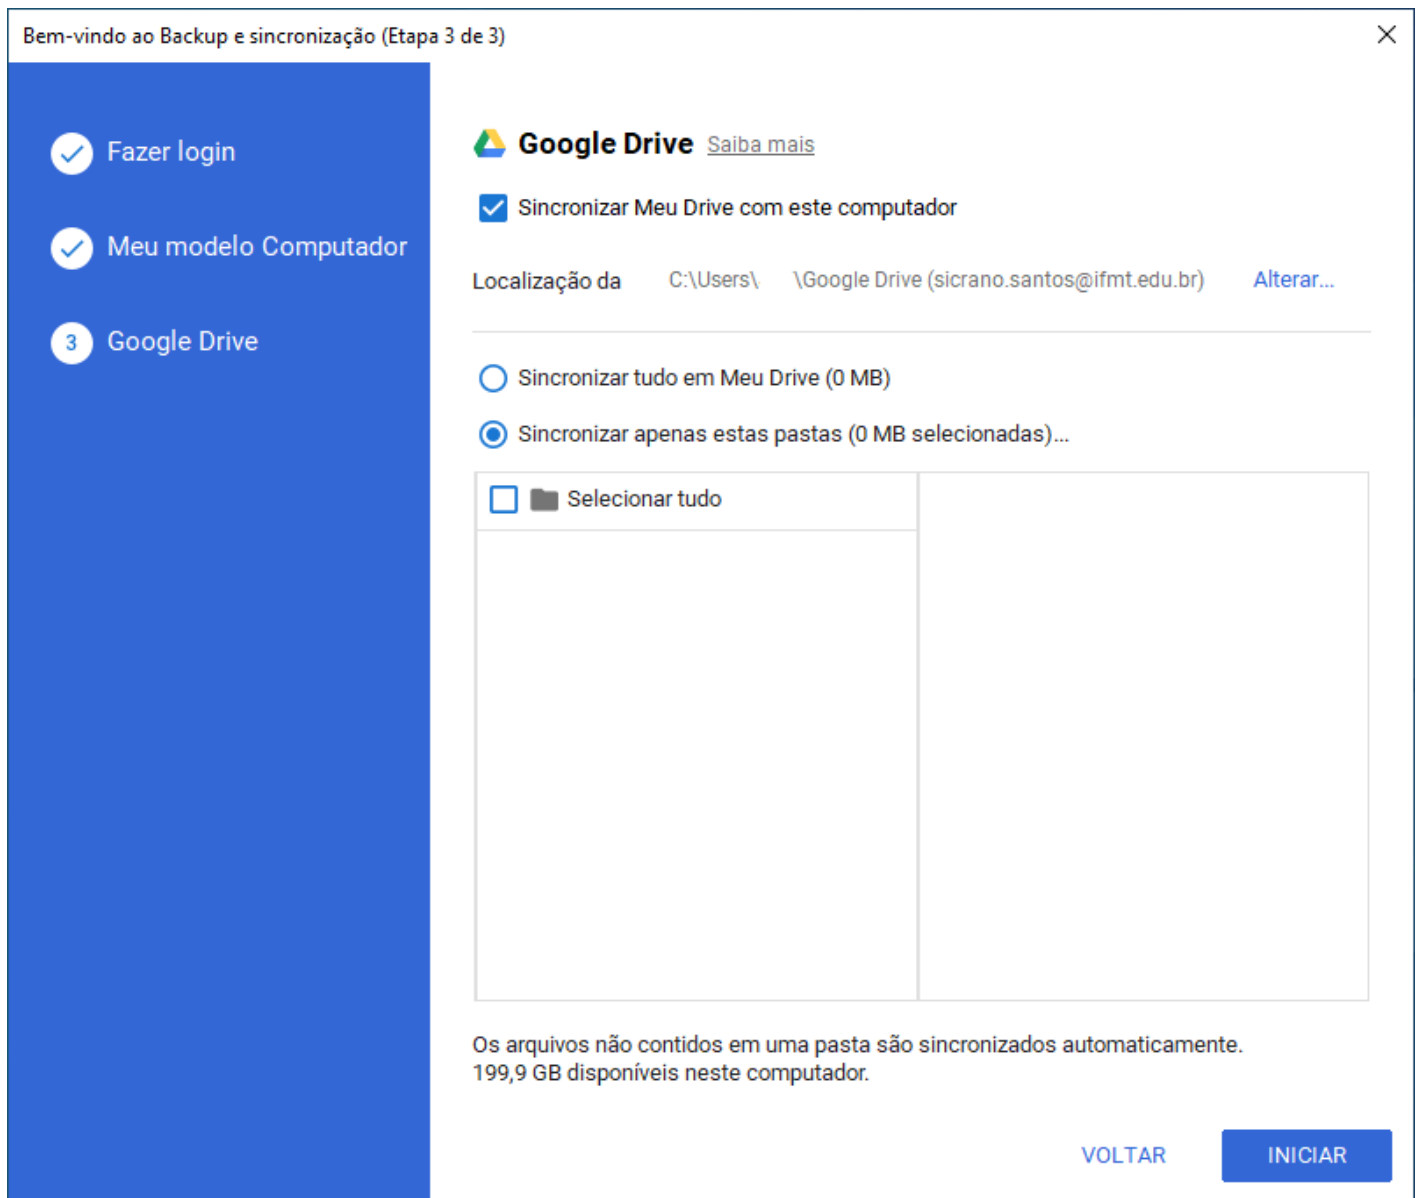 Bem-vindo ao Backup e sincronização (Etapa 3 de 3)
Fazer login
Meu modelo Computador
3 Google Drive
Google Drive Saiba mais
Sincronizar Meu Drive com este computador
Localização da C:\Users\ \Google Drive (sicrano.santos@ifmt.edu.br) Alterar...
Sincronizar tudo em Meu Drive (0 MB)
Sincronizar apenas estas pastas (0 MB selecionadas)...
Selecionar tudo
Os arquivos não contidos em uma pasta são sincronizados automaticamente.
199,9 GB disponíveis neste computador.
VOLTAR INICIAR